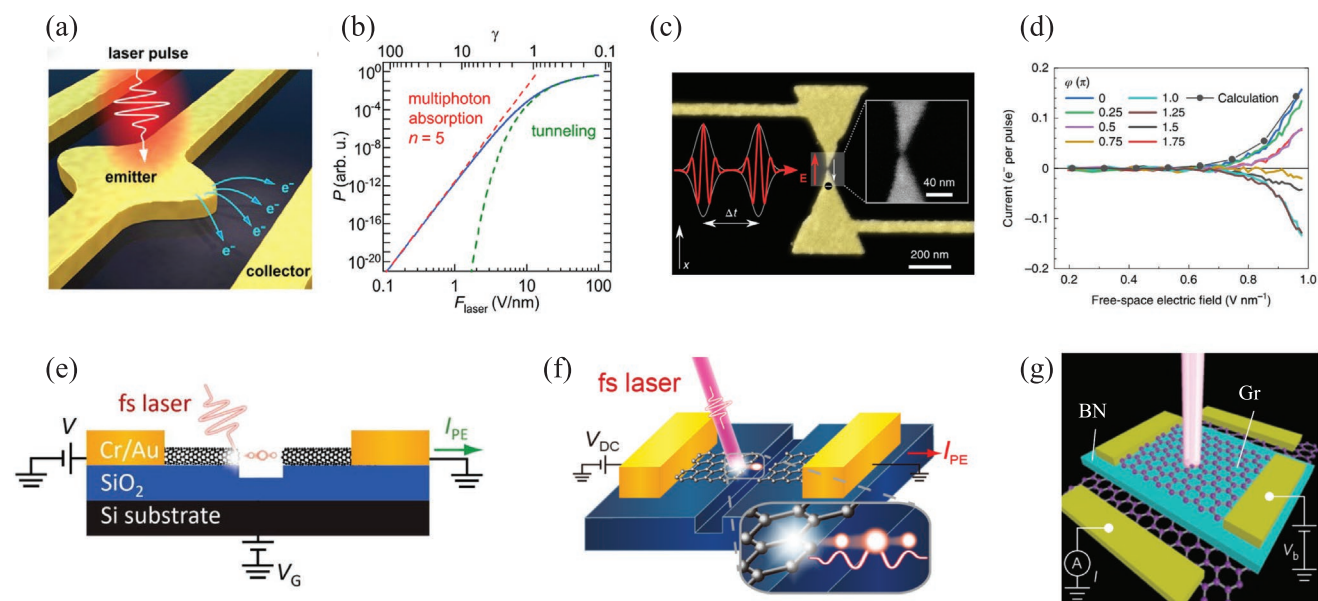 (a)
laser pulse
emitter
e⁻
e⁻
e⁻
e⁻
collector
(b)
γ
100 10 1 0.1
10⁰
10⁻⁴
10⁻⁸
10⁻¹²
10⁻¹⁶
10⁻²⁰
P (arb. u.)
multiphoton
absorption
n = 5
tunneling
0.1 1 10 100
F_laser (V/nm)
(c)
E
Δt
x
40 nm
200 nm
(d)
φ (π)
0 1.0 Calculation
0.25 1.25
0.5 1.5
0.75 1.75
0.2
0.1
0
−0.1
−0.2
Current (e⁻ per pulse)
0.2 0.4 0.6 0.8 1.0
Free-space electric field (V nm⁻¹)
(e)
fs laser
V
Cr/Au
I_PE
SiO₂
Si substrate
V_G
(f)
fs laser
V_DC
I_PE
(g)
BN
Gr
V_b
A
I